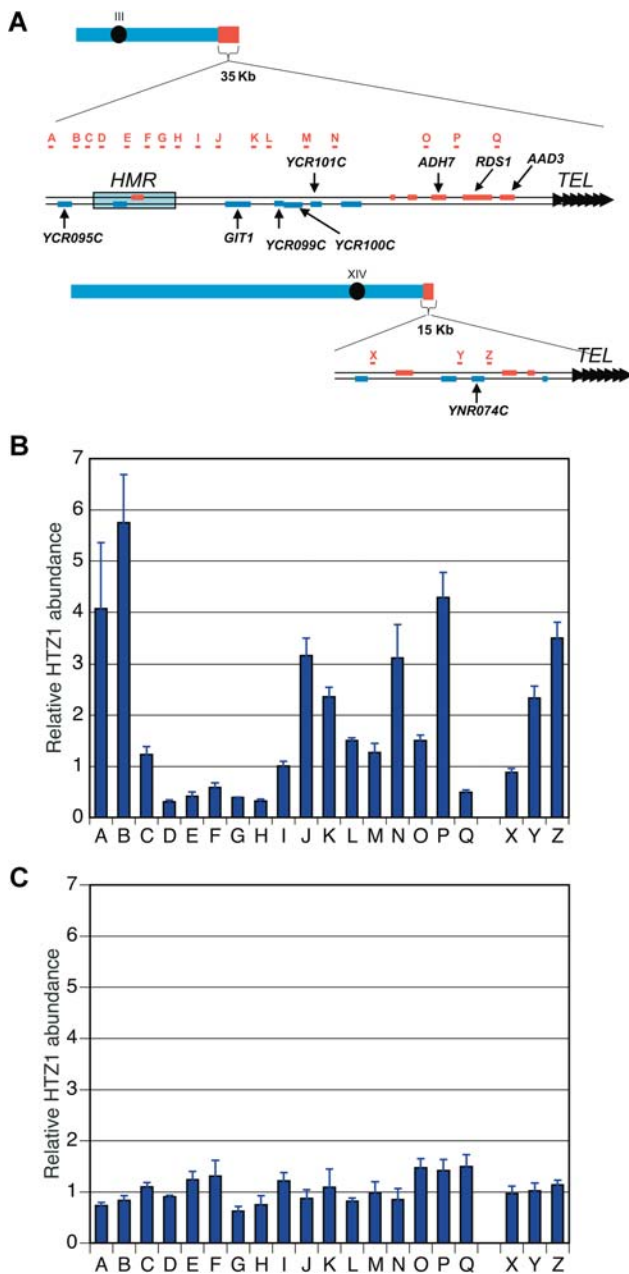 A
III
35 Kb
A B C D E F G H I J K L M N O P Q
YCR101C ADH7 RDS1 AAD3
HMR TEL
YCR095C GIT1 YCR099C YCR100C
XIV
15 Kb
X Y Z TEL
YNR074C
B
7
6
5
4
3
2
1
0
Relative HTZ1 abundance
A B C D E F G H I J K L M N O P Q X Y Z
C
7
6
5
4
3
2
1
0
Relative HTZ1 abundance
A B C D E F G H I J K L M N O P Q X Y Z